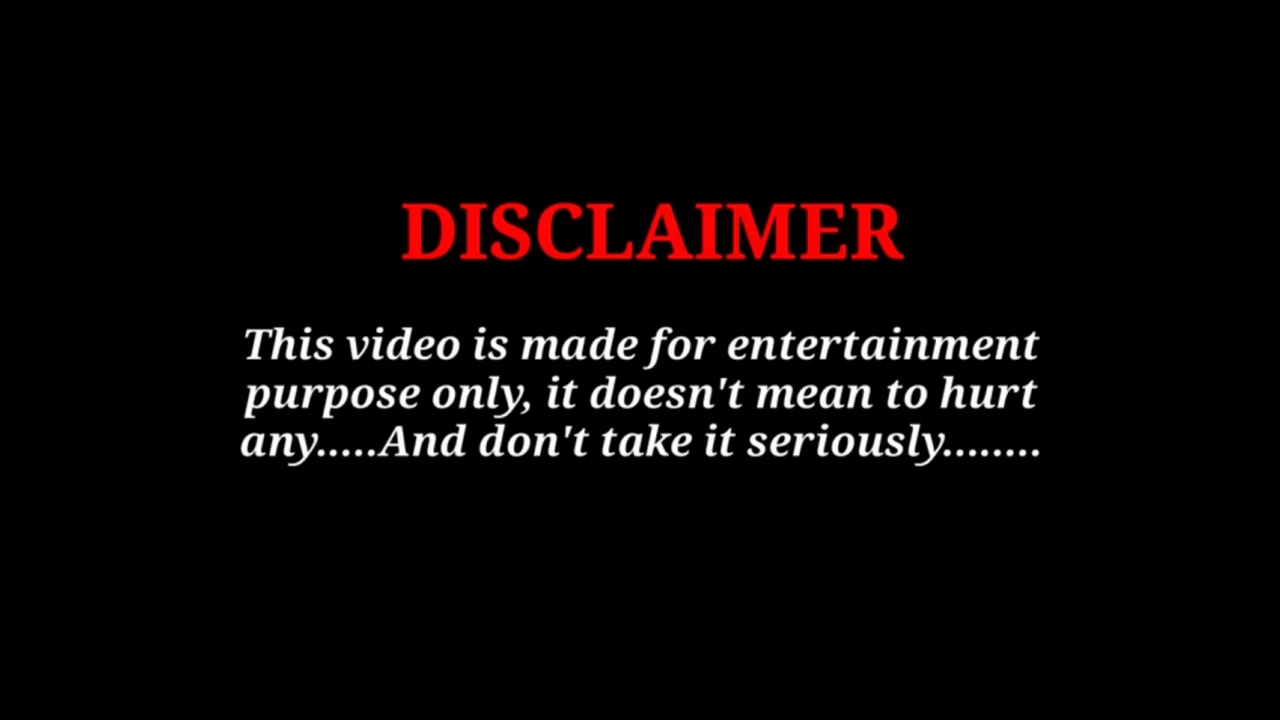 DISCLAIMER
This video is made for entertainment
purpose only, it doesn't mean to hurt
any.....And don't take it seriously........